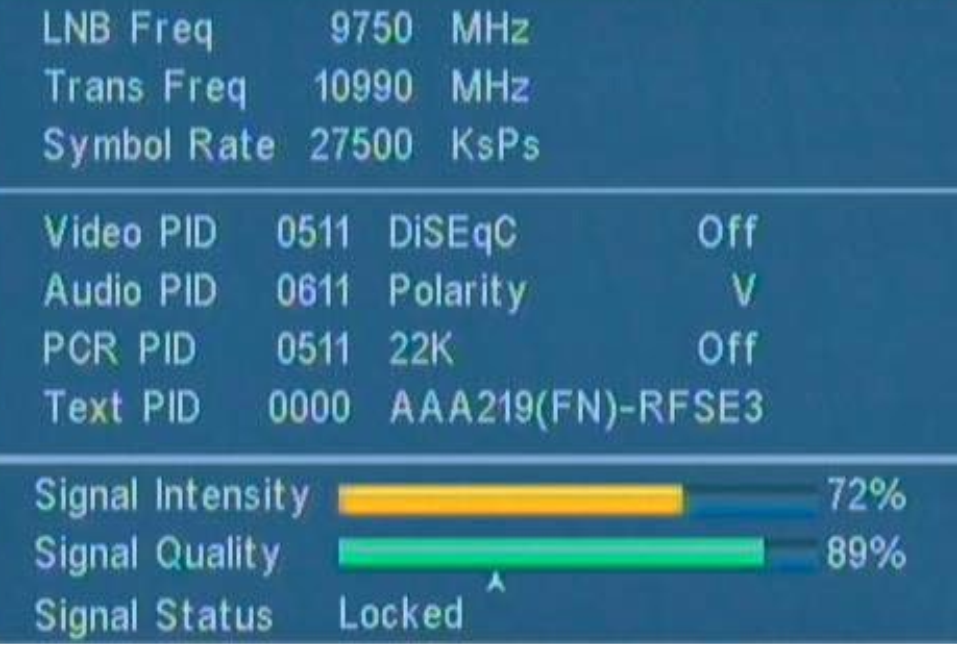 LNB Freq 9750 MHz
Trans Freq 10990 MHz
Symbol Rate 27500 KsPs
Video PID 0511 DiSEqC Off
Audio PID 0611 Polarity V
PCR PID 0511 22K Off
Text PID 0000 AAA219(FN)-RFSE3
Signal Intensity 72%
Signal Quality 89%
Signal Status Locked